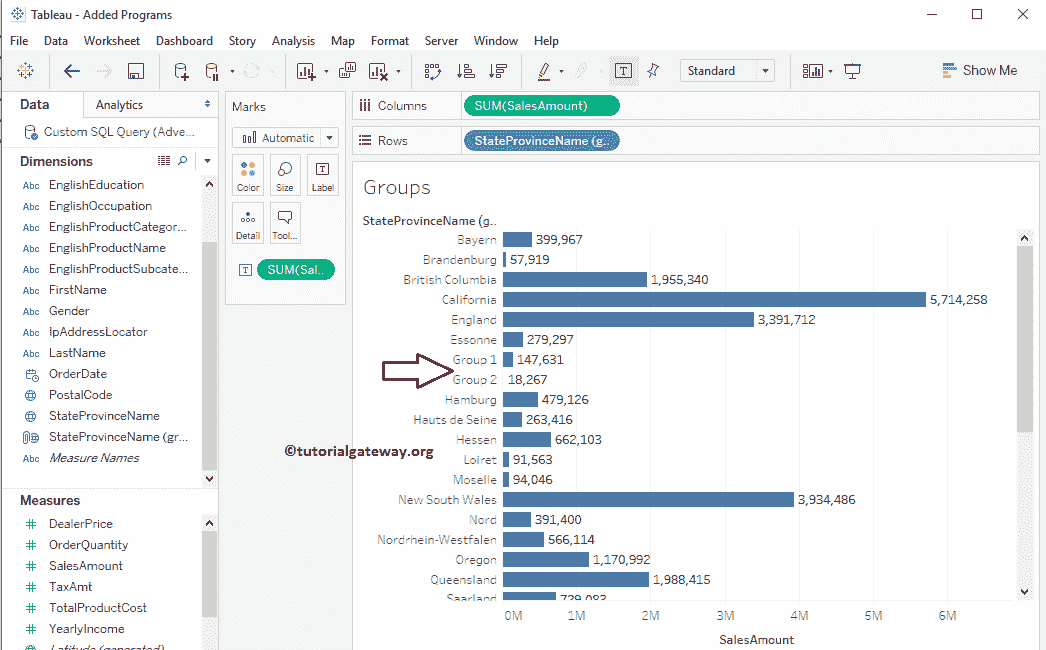 Tableau - Added Programs
File Data Worksheet Dashboard Story Analysis Map Format Server Window Help
Standard
Show Me
Data Analytics
Custom SQL Query (Adve...
Dimensions
Abc EnglishEducation
Abc EnglishOccupation
Abc EnglishProductCategor...
Abc EnglishProductName
Abc EnglishProductSubcate...
Abc FirstName
Abc Gender
Abc IpAddressLocator
Abc LastName
OrderDate
PostalCode
StateProvinceName
StateProvinceName (gr...
Abc Measure Names
Measures
# DealerPrice
# OrderQuantity
# SalesAmount
# TaxAmt
# TotalProductCost
# YearlyIncome
Latitude (generated)
Marks
Automatic
Color Size T Label
Detail Tool...
T SUM(Sal..
Columns SUM(SalesAmount)
Rows StateProvinceName (g..
Groups
StateProvinceName (g..
Bayern 399,967
Brandenburg 57,919
British Columbia 1,955,340
California 5,714,258
England 3,391,712
Essonne 279,297
Group 1 147,631
Group 2 18,267
Hamburg 479,126
Hauts de Seine 263,416
Hessen 662,103
Loiret 91,563
Moselle 94,046
New South Wales 3,934,486
Nord 391,400
Nordrhein-Westfalen 566,114
Oregon 1,170,992
Queensland 1,988,415
Saarland 729,083
0M 1M 2M 3M 4M 5M 6M
SalesAmount
©tutorialgateway.org